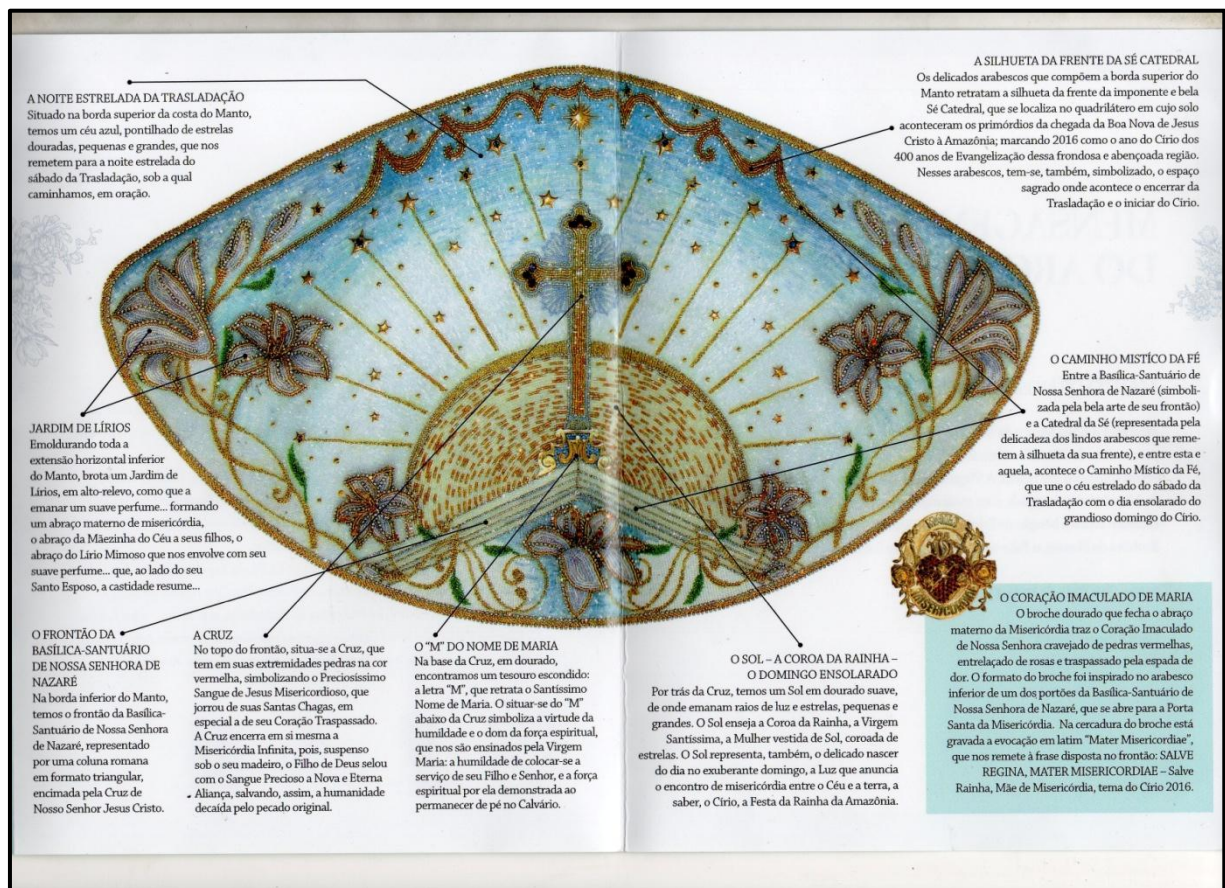 A NOITE ESTRELADA DA TRASLADAÇÃO
Situado na borda superior da costa do Manto,
temos um céu azul, pontilhado de estrelas
douradas, pequenas e grandes, que nos
remetem para a noite estrelada do
sábado da Trasladação, sob a qual
caminhamos, em oração.
A SILHUETA DA FRENTE DA SÉ CATEDRAL
Os delicados arabescos que compõem a borda superior do
Manto retratam a silhueta da frente da imponente e bela
Sé Catedral, que se localiza no quadrilátero em cujo solo
aconteceram os primórdios da chegada da Boa Nova de Jesus
Cristo à Amazônia; marcando 2016 como o ano do Círio dos
400 anos de Evangelização dessa frondosa e abençoada região.
Nesses arabescos, tem-se, também, simbolizado, o espaço
sagrado onde acontece o encerrar da
Trasladação e o iniciar do Círio.
O CAMINHO MISTÍCO DA FÉ
Entre a Basílica-Santuário de
Nossa Senhora de Nazaré (simboli-
zada pela bela arte de seu frontão)
e a Catedral da Sé (representada pela
delicadeza dos lindos arabescos que reme-
tem à silhueta da sua frente), e entre esta e
aquela, acontece o Caminho Místico da Fé,
que une o céu estrelado do sábado da
Trasladação com o dia ensolarado do
grandioso domingo do Círio.
JARDIM DE LÍRIOS
Emoldurando toda a
extensão horizontal inferior
do Manto, brota um Jardim de
Lírios, em alto-relevo, como que a
emanar um suave perfume... formando
um abraço materno de misericórdia,
o abraço da Mãezinha do Céu a seus filhos, o
abraço do Lírio Mimoso que nos envolve com seu
suave perfume... que, ao lado do seu
Santo Esposo, a castidade resume...
O FRONTÃO DA
BASÍLICA-SANTUÁRIO
DE NOSSA SENHORA DE
NAZARÉ
Na borda inferior do Manto,
temos o frontão da Basílica-
Santuário de Nossa Senhora
de Nazaré, representado
por uma coluna romana
em formato triangular,
encimada pela Cruz de
Nosso Senhor Jesus Cristo.
A CRUZ
No topo do frontão, situa-se a Cruz, que
tem em suas extremidades pedras na cor
vermelha, simbolizando o Preciosíssimo
Sangue de Jesus Misericordioso, que
jorrou de suas Santas Chagas, em
especial a de seu Coração Traspassado.
A Cruz encerra em si mesma a
Misericórdia Infinita, pois, suspenso
sob o seu madeiro, o Filho de Deus selou
com o Sangue Precioso a Nova e Eterna
Aliança, salvando, assim, a humanidade
decaída pelo pecado original.
O “M” DO NOME DE MARIA
Na base da Cruz, em dourado,
encontramos um tesouro escondido:
a letra “M”, que retrata o Santíssimo
Nome de Maria. O situar-se do “M”
abaixo da Cruz simboliza a virtude da
humildade e o dom da força espiritual,
que nos são ensinados pela Virgem
Maria: a humildade de colocar-se a
serviço de seu Filho e Senhor, e a força
espiritual por ela demonstrada ao
permanecer de pé no Calvário.
O SOL – A COROA DA RAINHA –
O DOMINGO ENSOLARADO
Por trás da Cruz, temos um Sol em dourado suave,
de onde emanam raios de luz e estrelas, pequenas e
grandes. O Sol enseja a Coroa da Rainha, a Virgem
Santíssima, a Mulher vestida de Sol, coroada de
estrelas. O Sol representa, também, o delicado nascer
do dia no exuberante domingo, a Luz que anuncia
o encontro de misericórdia entre o Céu e a terra, a
saber, o Círio, a Festa da Rainha da Amazônia.
O CORAÇÃO IMACULADO DE MARIA
O broche dourado que fecha o abraço
materno da Misericórdia traz o Coração Imaculado
de Nossa Senhora cravejado de pedras vermelhas,
entrelaçado de rosas e traspassado pela espada de
dor. O formato do broche foi inspirado no arabesco
inferior de um dos portões da Basílica-Santuário de
Nossa Senhora de Nazaré, que se abre para a Porta
Santa da Misericórdia. Na cercadura do broche está
gravada a evocação em latim “Mater Misericordiae”,
que nos remete à frase disposta no frontão: SALVE
REGINA, MATER MISERICORDIAE – Salve
Rainha, Mãe de Misericórdia, tema do Círio 2016.